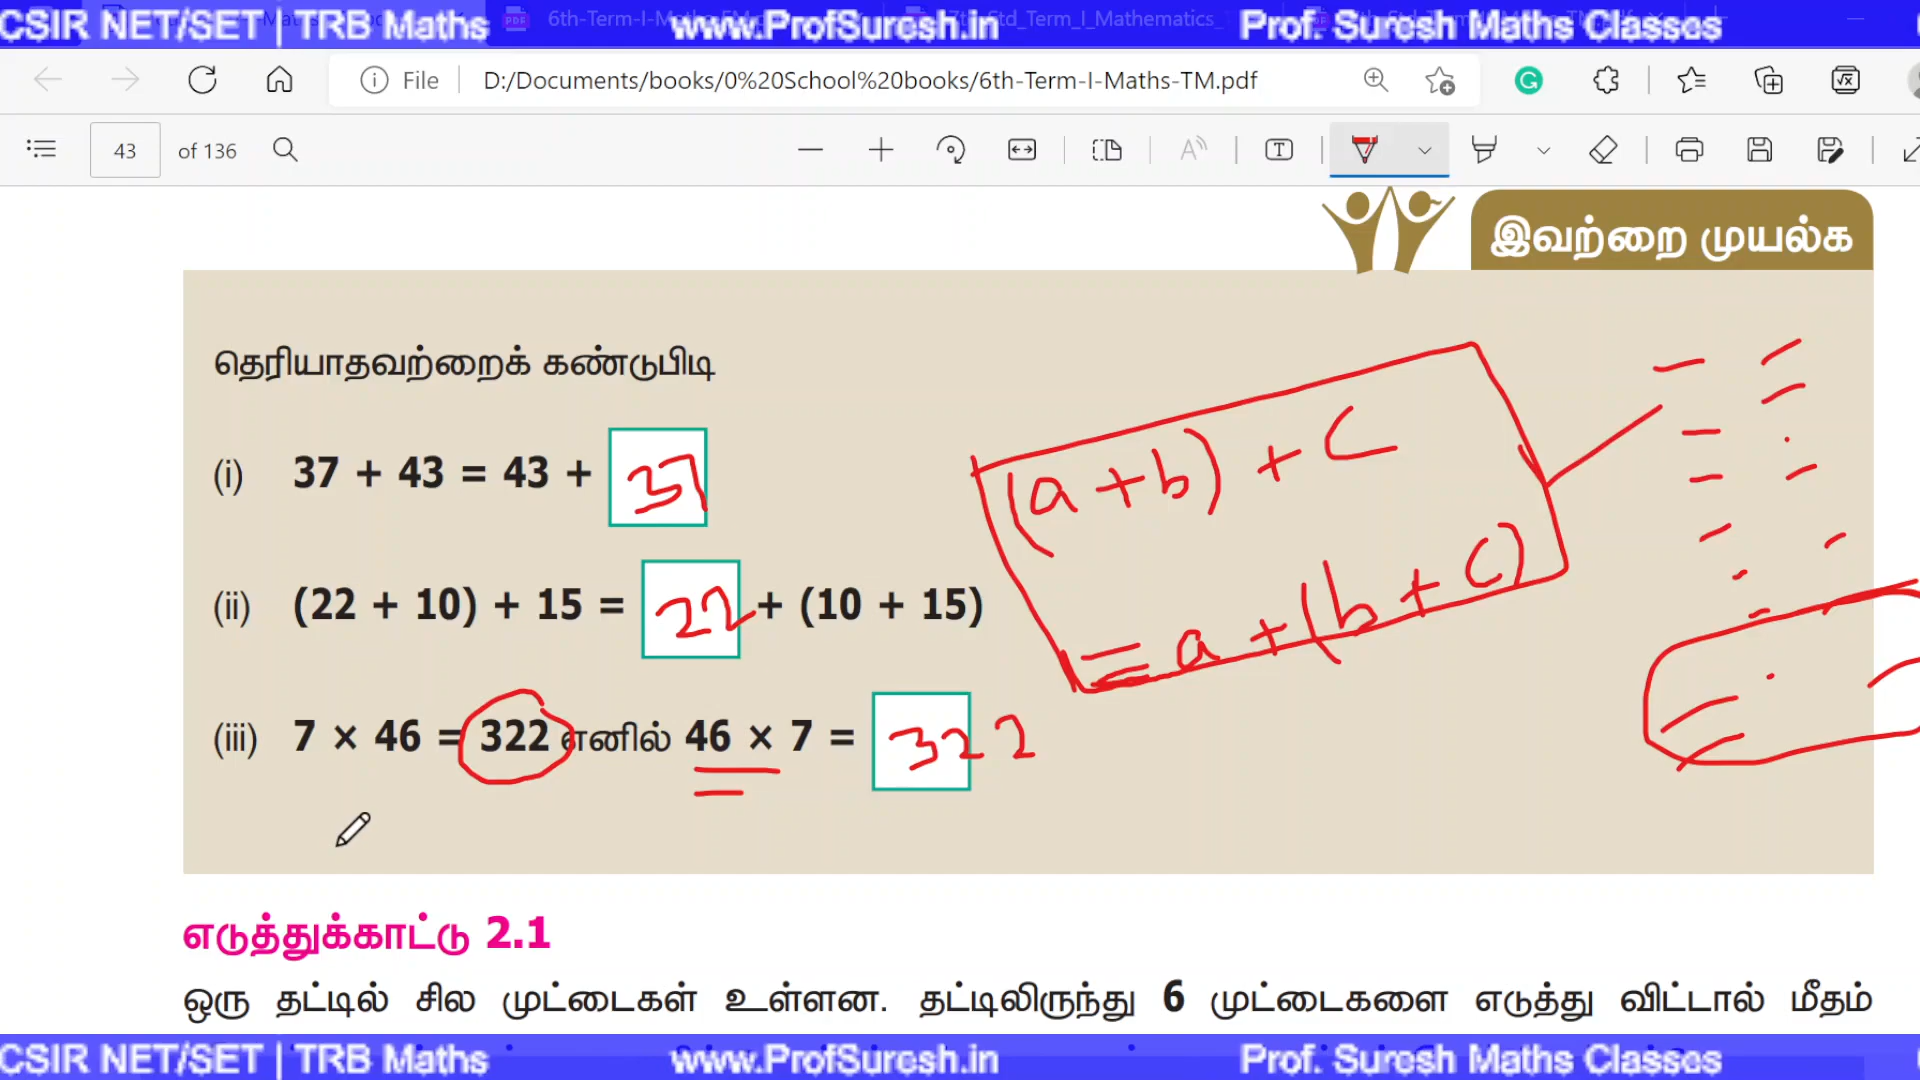 CSIR NET/SET | TRB Maths www.ProfSuresh.in Prof. Suresh Maths Classes
File D:/Documents/books/0%20School%20books/6th-Term-I-Maths-TM.pdf
43 of 136
இவற்றை முயல்க
தெரியாதவற்றைக் கண்டுபிடி
(i) 37 + 43 = 43 + 37
(a+b) + C
(ii) (22 + 10) + 15 = 22 + (10 + 15)
= a + (b + c)
(iii) 7 × 46 = 322 எனில் 46 × 7 = 322
எடுத்துக்காட்டு 2.1
ஒரு தட்டில் சில முட்டைகள் உள்ளன. தட்டிலிருந்து 6 முட்டைகளை எடுத்து விட்டால் மீதம்
CSIR NET/SET | TRB Maths www.ProfSuresh.in Prof. Suresh Maths Classes